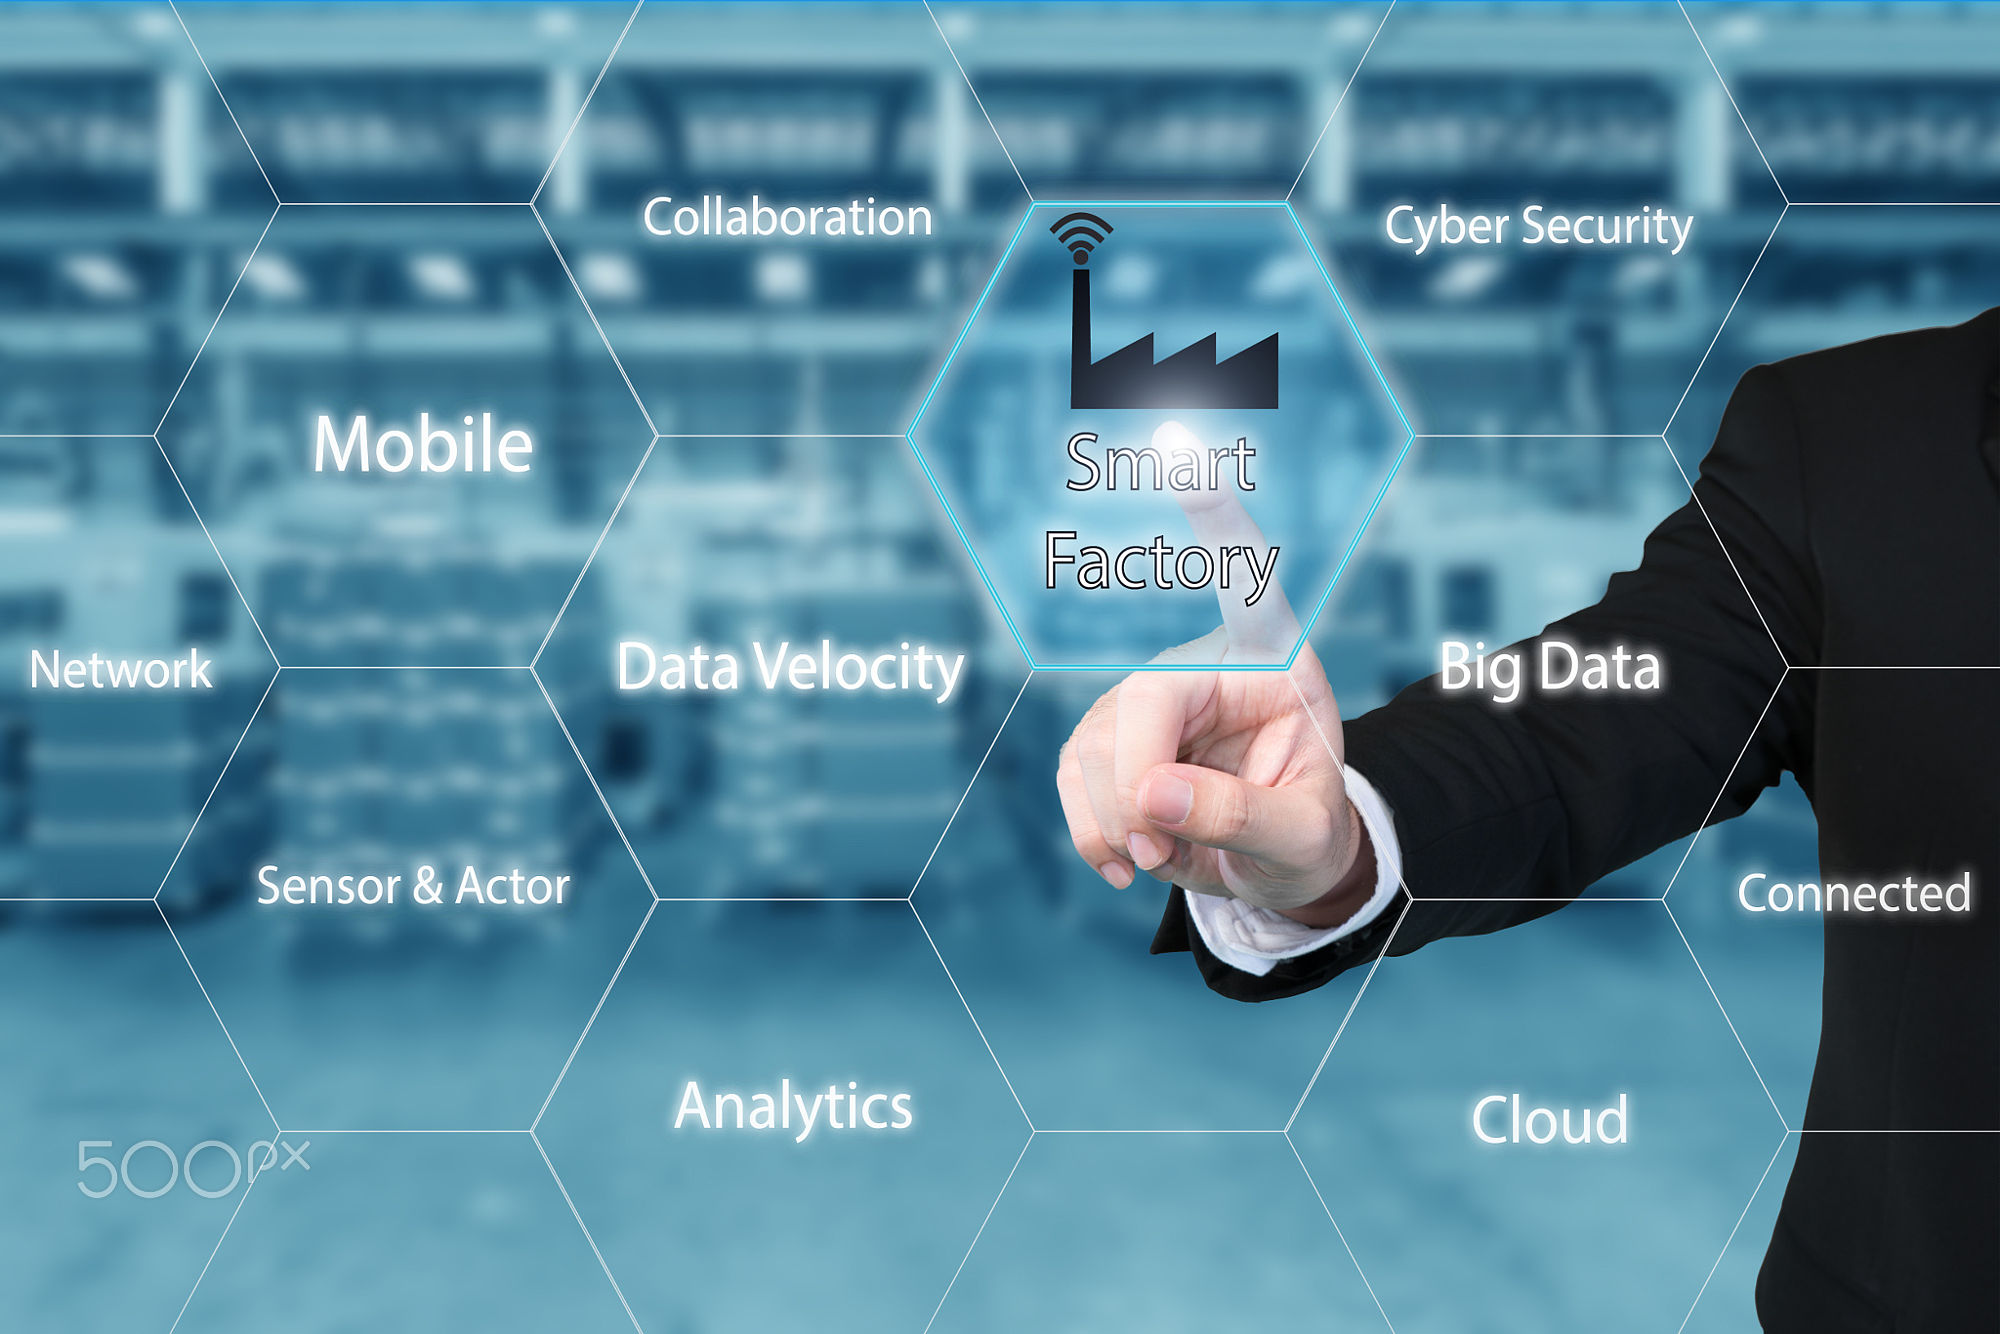 Collaboration
Cyber Security
Mobile
Smart
Factory
Network
Data Velocity
Big Data
Sensor & Actor
Connected
Analytics
Cloud
500px